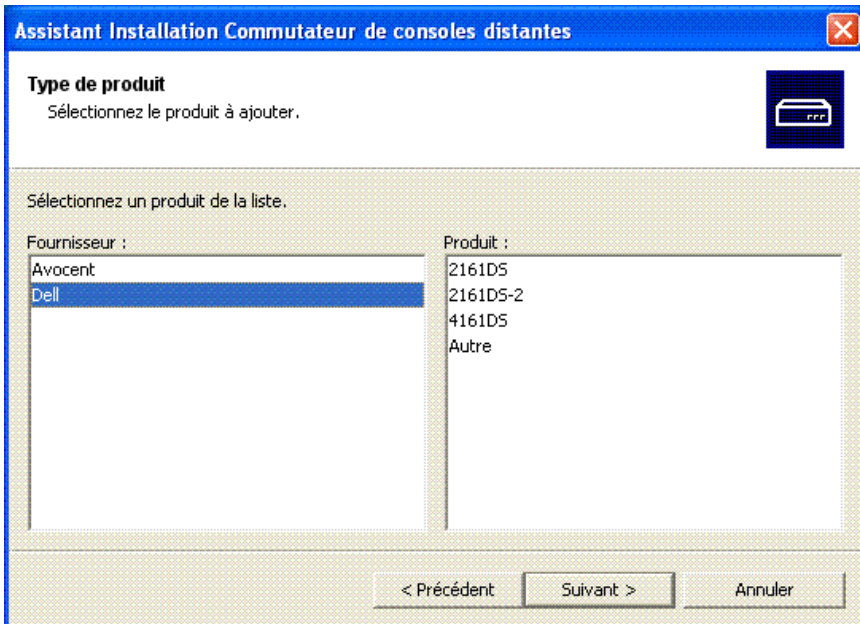 Assistant Installation Commutateur de consoles distantes
Type de produit
Sélectionnez le produit à ajouter.
Sélectionnez un produit de la liste.
Fournisseur :
Avocent
Dell
Produit :
2161DS
2161DS-2
4161DS
Autre
< Précédent
Suivant >
Annuler